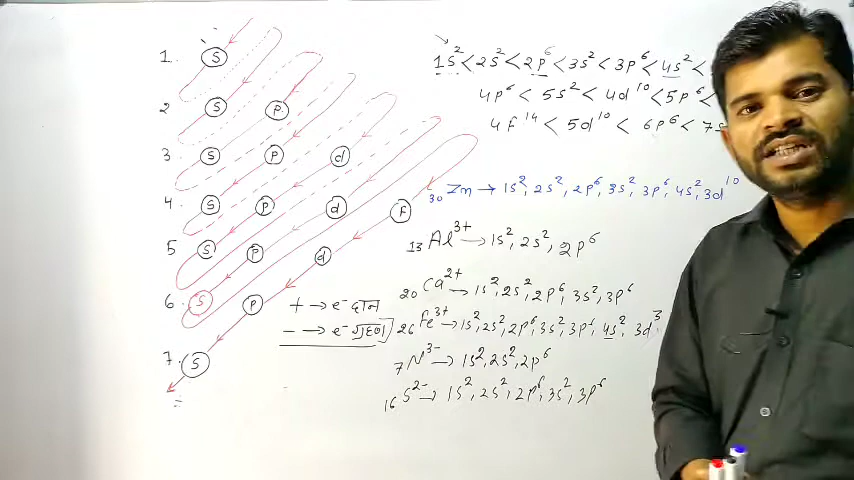 1. S
2 S P
3 S P d
4. S P d F
5 S P d
6. S P
7. S
1s² < 2s² < 2p⁶ < 3s² < 3p⁶ < 4s² <
4p⁶ < 5s² < 4d¹⁰ < 5p⁶ <
4f¹⁴ < 5d¹⁰ < 6p⁶ < 7s
₃₀Zn → 1s², 2s², 2p⁶, 3s², 3p⁶, 4s², 3d¹⁰
₁₃Al³⁺ → 1s², 2s², 2p⁶
₂₀Ca²⁺ → 1s², 2s², 2p⁶, 3s², 3p⁶
+ → e⁻ दान
- → e⁻ ग्रहण
₂₆Fe³⁺ → 1s², 2s², 2p⁶, 3s², 3p⁶, 4s², 3d³
₇N³⁻ → 1s², 2s², 2p⁶
₁₆S²⁻ → 1s², 2s², 2p⁶, 3s², 3p⁶